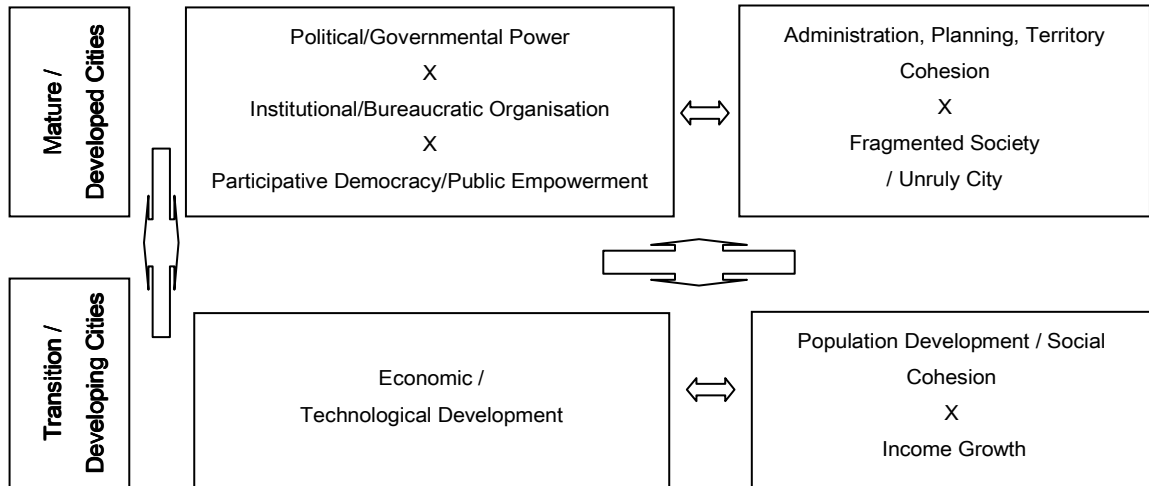 Mature /
Developed Cities
Political/Governmental Power
X
Institutional/Bureaucratic Organisation
X
Participative Democracy/Public Empowerment
Administration, Planning, Territory
Cohesion
X
Fragmented Society
/ Unruly City
Transition /
Developing Cities
Economic /
Technological Development
Population Development / Social
Cohesion
X
Income Growth